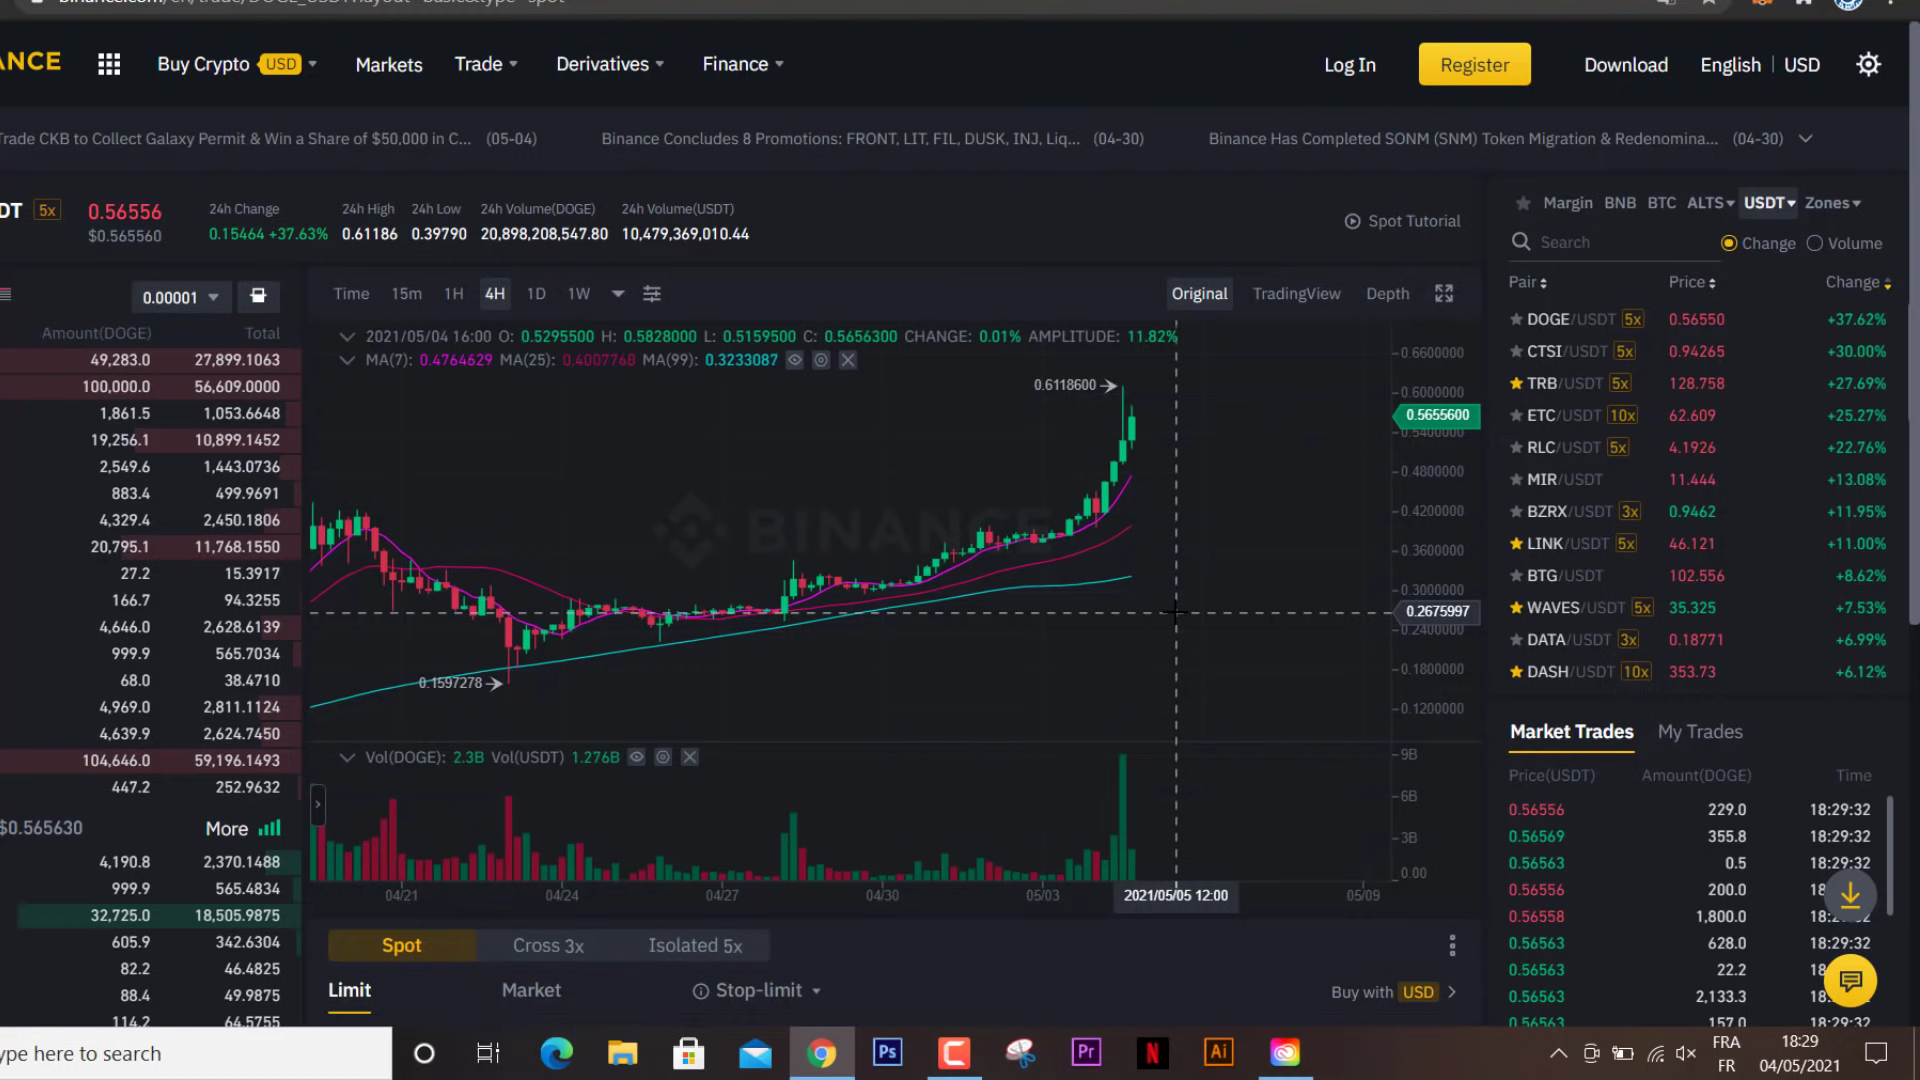 NCE
Buy Crypto USD
Markets
Trade
Derivatives
Finance
Log In
Register
Download
English
USD
Trade CKB to Collect Galaxy Permit & Win a Share of $50,000 in C... (05-04)
Binance Concludes 8 Promotions: FRONT, LIT, FIL, DUSK, INJ, Liq... (04-30)
Binance Has Completed SONM (SNM) Token Migration & Redenomina... (04-30)
DT 5x
0.56556
$0.565560
24h Change
0.15464 +37.63%
24h High
0.61186
24h Low
0.39790
24h Volume(DOGE)
20,898,208,547.80
24h Volume(USDT)
10,479,369,010.44
Spot Tutorial
0.00001
Amount(DOGE) Total
49,283.0 27,899.1063
100,000.0 56,609.0000
1,861.5 1,053.6648
19,256.1 10,899.1452
2,549.6 1,443.0736
883.4 499.9691
4,329.4 2,450.1806
20,795.1 11,768.1550
27.2 15.3917
166.7 94.3255
4,646.0 2,628.6139
999.9 565.7034
68.0 38.4710
4,969.0 2,811.1124
4,639.9 2,624.7450
104,646.0 59,196.1493
447.2 252.9632
$0.565630 More
4,190.8 2,370.1488
999.9 565.4834
32,725.0 18,505.9875
605.9 342.6304
82.2 46.4825
88.4 49.9875
114.2 64.5755
Time 15m 1H 4H 1D 1W
Original TradingView Depth
2021/05/04 16:00 O: 0.5295500 H: 0.5828000 L: 0.5159500 C: 0.5656300 CHANGE: 0.01% AMPLITUDE: 11.82%
MA(7): 0.4764629 MA(25): 0.4007768 MA(99): 0.3233087
0.6118600
0.1597278
BINANCE
0.6600000
0.6000000
0.5655600
0.5400000
0.4800000
0.4200000
0.3600000
0.3000000
0.2675997
0.2400000
0.1800000
0.1200000
Vol(DOGE): 2.3B Vol(USDT) 1.276B
9B
6B
3B
0.00
04/21 04/24 04/27 04/30 05/03 2021/05/05 12:00 05/09
Spot Cross 3x Isolated 5x
Limit Market Stop-limit
Buy with USD
Margin BNB BTC ALTS USDT Zones
Search Change Volume
Pair Price Change
DOGE/USDT 5x 0.56550 +37.62%
CTSI/USDT 5x 0.94265 +30.00%
TRB/USDT 5x 128.758 +27.69%
ETC/USDT 10x 62.609 +25.27%
RLC/USDT 5x 4.1926 +22.76%
MIR/USDT 11.444 +13.08%
BZRX/USDT 3x 0.9462 +11.95%
LINK/USDT 5x 46.121 +11.00%
BTG/USDT 102.556 +8.62%
WAVES/USDT 5x 35.325 +7.53%
DATA/USDT 3x 0.18771 +6.99%
DASH/USDT 10x 353.73 +6.12%
Market Trades My Trades
Price(USDT) Amount(DOGE) Time
0.56556 229.0 18:29:32
0.56569 355.8 18:29:32
0.56563 0.5 18:29:32
0.56556 200.0 18:29:32
0.56558 1,800.0
0.56563 628.0 18:29:32
0.56563 22.2 18:29:32
0.56563 2,133.3
0.56563 157.0 18:29:32
ype here to search
Ps
Pr
N
Ai
FRA
FR
18:29
04/05/2021